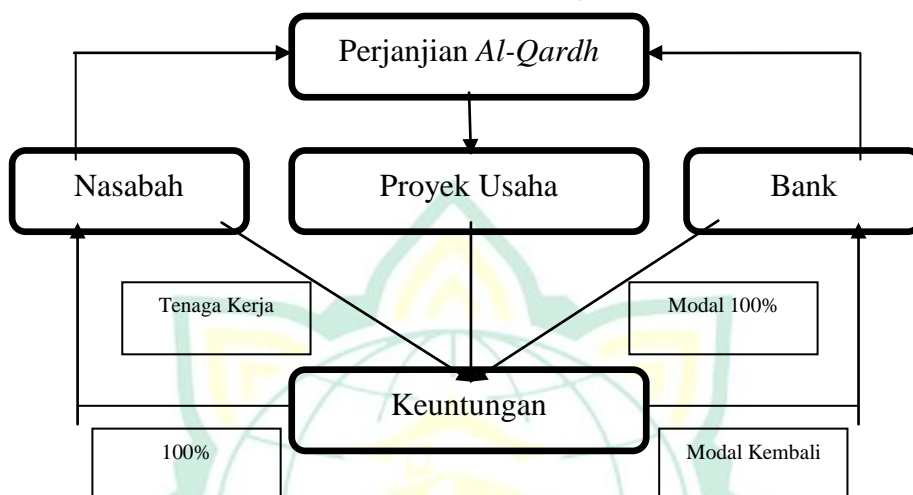 Perjanjian Al-Qardh
Nasabah
Proyek Usaha
Bank
Tenaga Kerja
Modal 100%
Keuntungan
100%
Modal Kembali